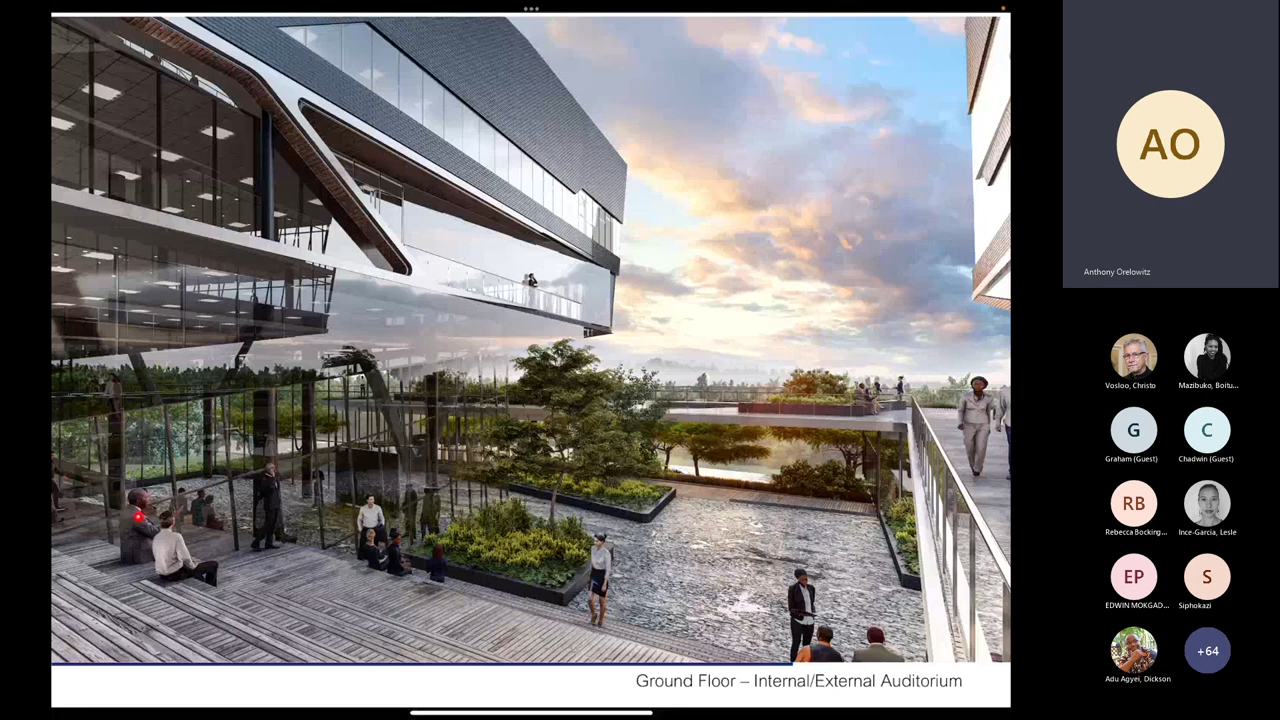 Ground Floor – Internal/External Auditorium
AO
Anthony Orelowitz
Vosloo, Christo
Mazibuko, Boitu...
G
C
Graham (Guest)
Chadwin (Guest)
RB
Rebecca Bocking...
Ince-Garcia, Lesle
EP
S
EDWIN MOKGAD...
Siphokazi
+64
Adu Agyei, Dickson